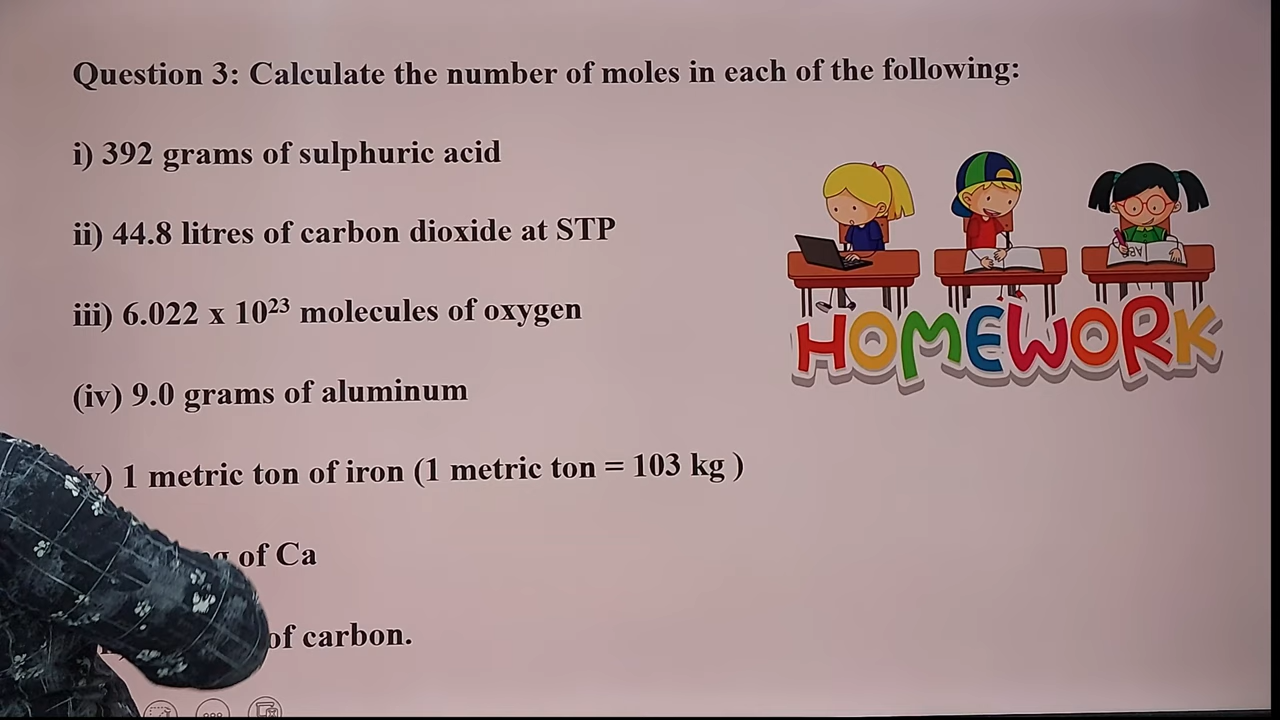 Question 3: Calculate the number of moles in each of the following:
i) 392 grams of sulphuric acid
ii) 44.8 litres of carbon dioxide at STP
iii) 6.022 x 10²³ molecules of oxygen
(iv) 9.0 grams of aluminum
v) 1 metric ton of iron (1 metric ton = 103 kg )
of Ca
of carbon.
HOMEWORK